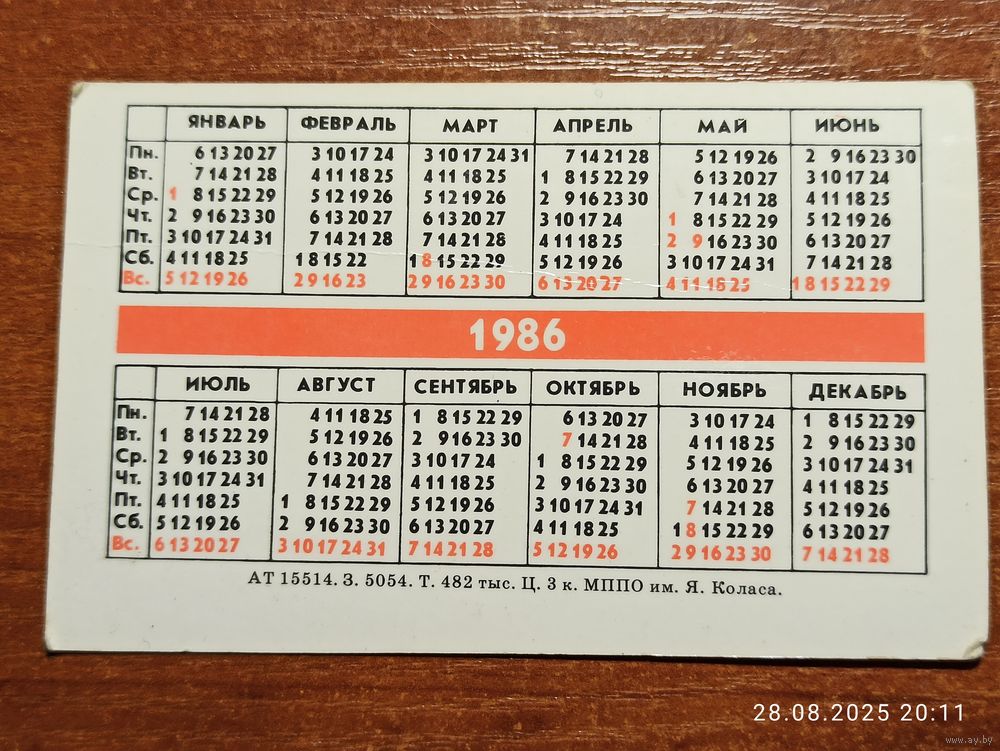 ЯНВАРЬ ФЕВРАЛЬ МАРТ АПРЕЛЬ МАЙ ИЮНЬ
Пн. 6 13 20 27 3 10 17 24 3 10 17 24 31 7 14 21 28 5 12 19 26 2 9 16 23 30
Вт. 7 14 21 28 4 11 18 25 4 11 18 25 1 8 15 22 29 6 13 20 27 3 10 17 24
Ср. 1 8 15 22 29 5 12 19 26 5 12 19 26 2 9 16 23 30 7 14 21 28 4 11 18 25
Чт. 2 9 16 23 30 6 13 20 27 6 13 20 27 3 10 17 24 1 8 15 22 29 5 12 19 26
Пт. 3 10 17 24 31 7 14 21 28 7 14 21 28 4 11 18 25 2 9 16 23 30 6 13 20 27
Сб. 4 11 18 25 1 8 15 22 1 8 15 22 29 5 12 19 26 3 10 17 24 31 7 14 21 28
Вс. 5 12 19 26 2 9 16 23 2 9 16 23 30 6 13 20 27 4 11 18 25 1 8 15 22 29
1986
ИЮЛЬ АВГУСТ СЕНТЯБРЬ ОКТЯБРЬ НОЯБРЬ ДЕКАБРЬ
Пн. 7 14 21 28 4 11 18 25 1 8 15 22 29 6 13 20 27 3 10 17 24 1 8 15 22 29
Вт. 1 8 15 22 29 5 12 19 26 2 9 16 23 30 7 14 21 28 4 11 18 25 2 9 16 23 30
Ср. 2 9 16 23 30 6 13 20 27 3 10 17 24 1 8 15 22 29 5 12 19 26 3 10 17 24 31
Чт. 3 10 17 24 31 7 14 21 28 4 11 18 25 2 9 16 23 30 6 13 20 27 4 11 18 25
Пт. 4 11 18 25 1 8 15 22 29 5 12 19 26 3 10 17 24 31 7 14 21 28 5 12 19 26
Сб. 5 12 19 26 2 9 16 23 30 6 13 20 27 4 11 18 25 1 8 15 22 29 6 13 20 27
Вс. 6 13 20 27 3 10 17 24 31 7 14 21 28 5 12 19 26 2 9 16 23 30 7 14 21 28
АТ 15514. З. 5054. Т. 482 тыс. Ц. 3 к. МППО им. Я. Коласа.
28.08.2025 20:11
www.ay.by